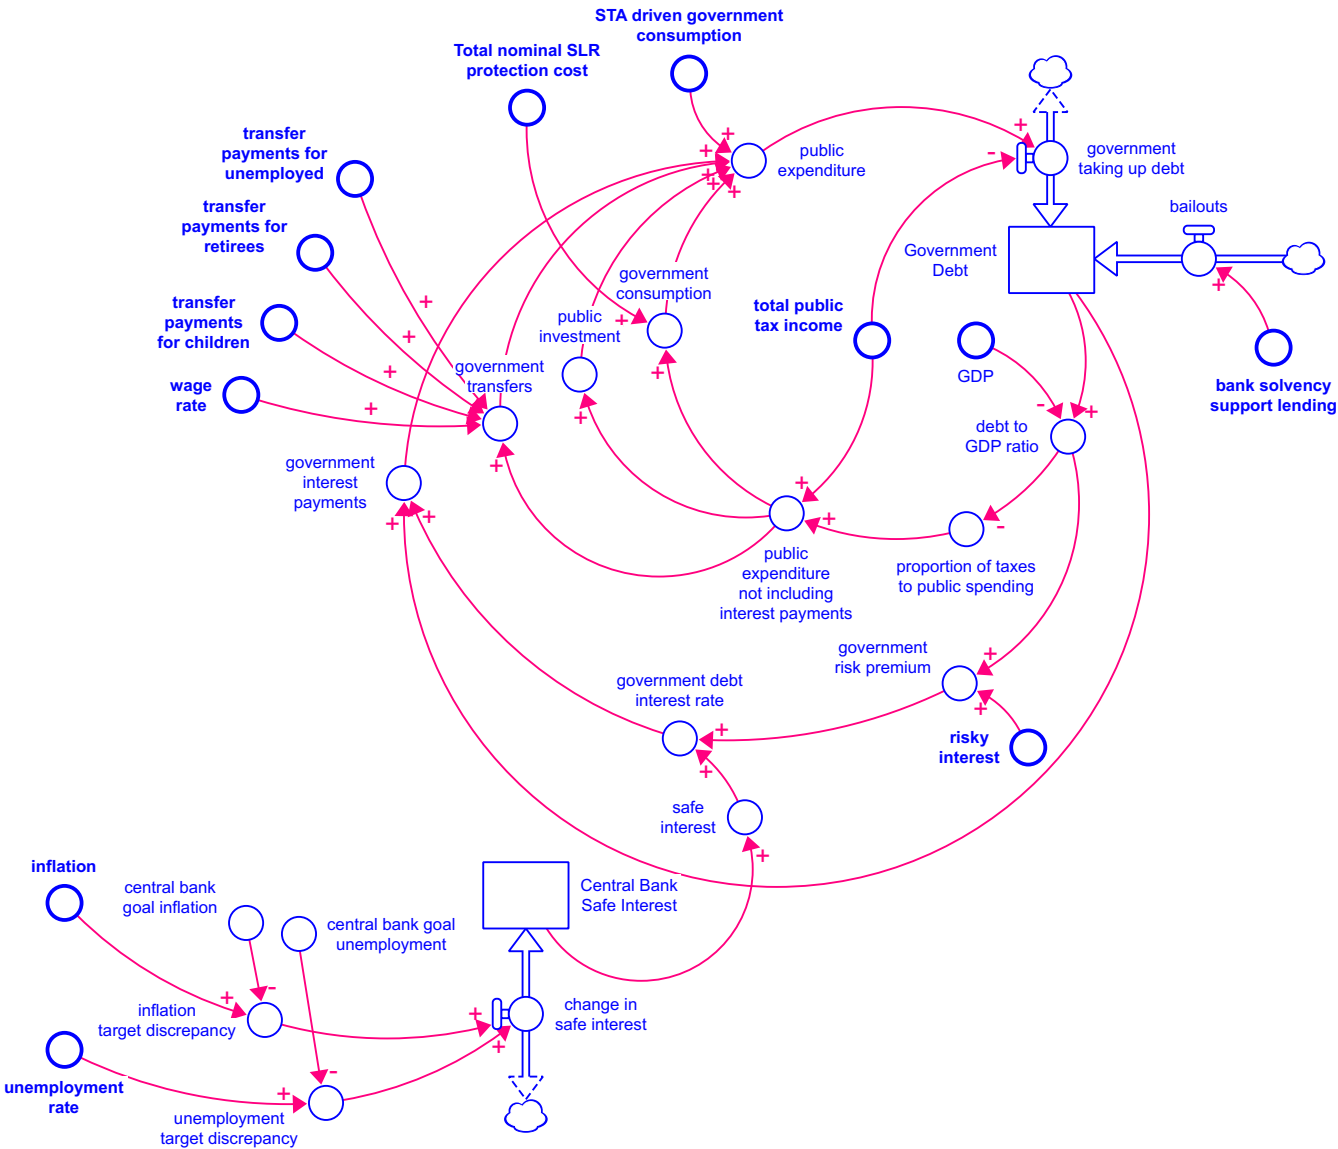 STA driven government
consumption
Total nominal SLR
protection cost
transfer
payments for
unemployed
public
expenditure
government
taking up debt
transfer
payments for
retirees
bailouts
Government
Debt
government
consumption
transfer
payments
for children
total public
tax income
public
investment
government
transfers
GDP
wage
rate
bank solvency
support lending
debt to
GDP ratio
government
interest
payments
public
expenditure
not including
interest payments
proportion of taxes
to public spending
government
risk premium
government debt
interest rate
risky
interest
safe
interest
inflation
central bank
goal inflation
Central Bank
Safe Interest
central bank goal
unemployment
inflation
target discrepancy
change in
safe interest
unemployment
rate
unemployment
target discrepancy